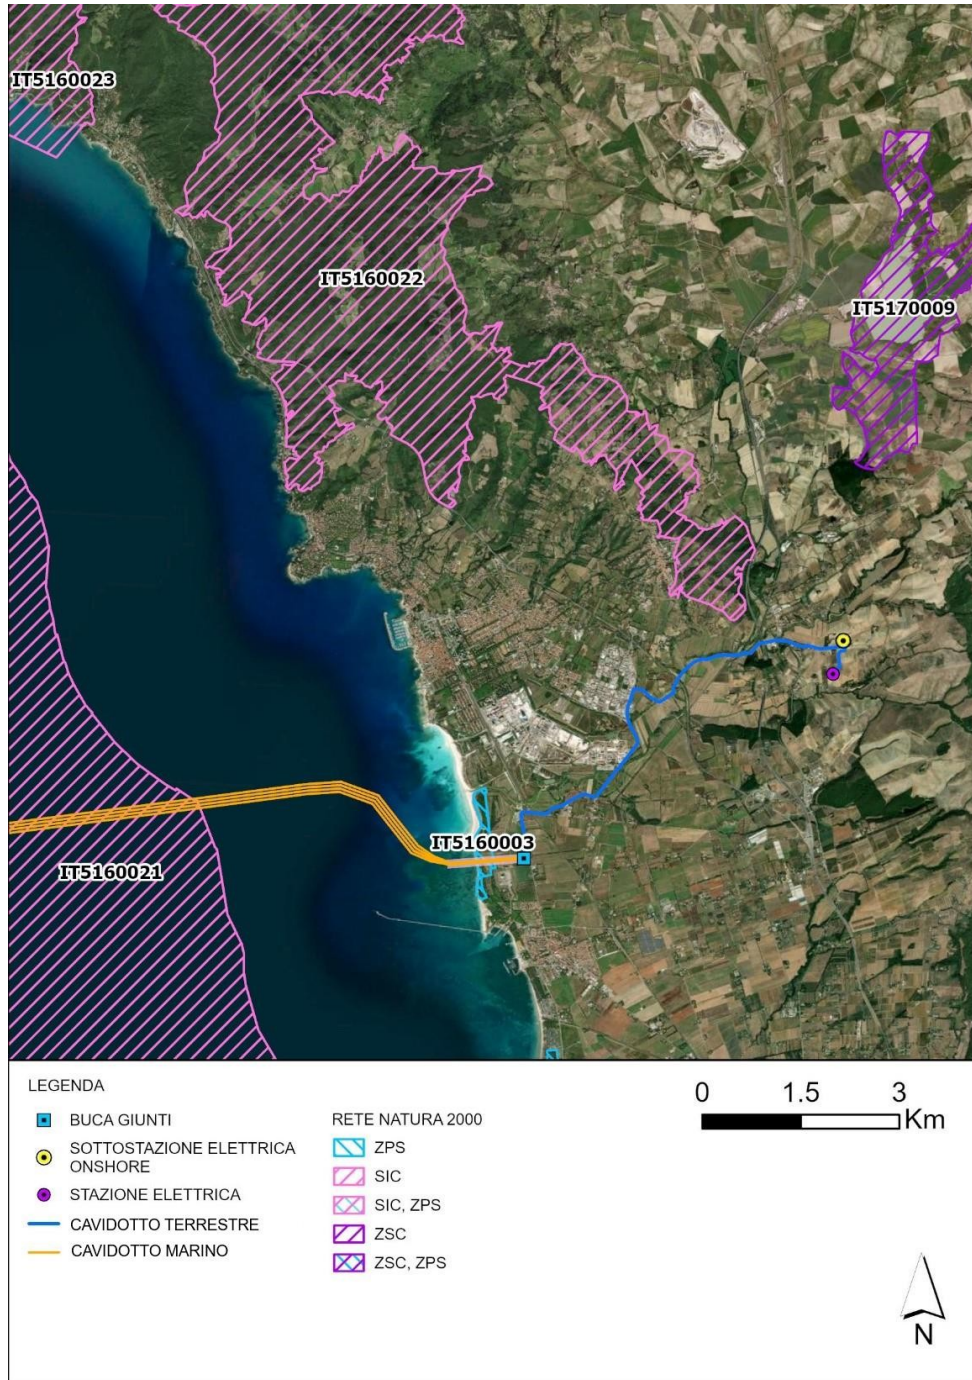 IT5160023
IT5160022
IT5170009
IT5160003
IT5160021
LEGENDA
BUCA GIUNTI
SOTTOSTAZIONE ELETTRICA
ONSHORE
STAZIONE ELETTRICA
CAVIDOTTO TERRESTRE
CAVIDOTTO MARINO
RETE NATURA 2000
ZPS
SIC
SIC, ZPS
ZSC
ZSC, ZPS
0 1.5 3
Km
N